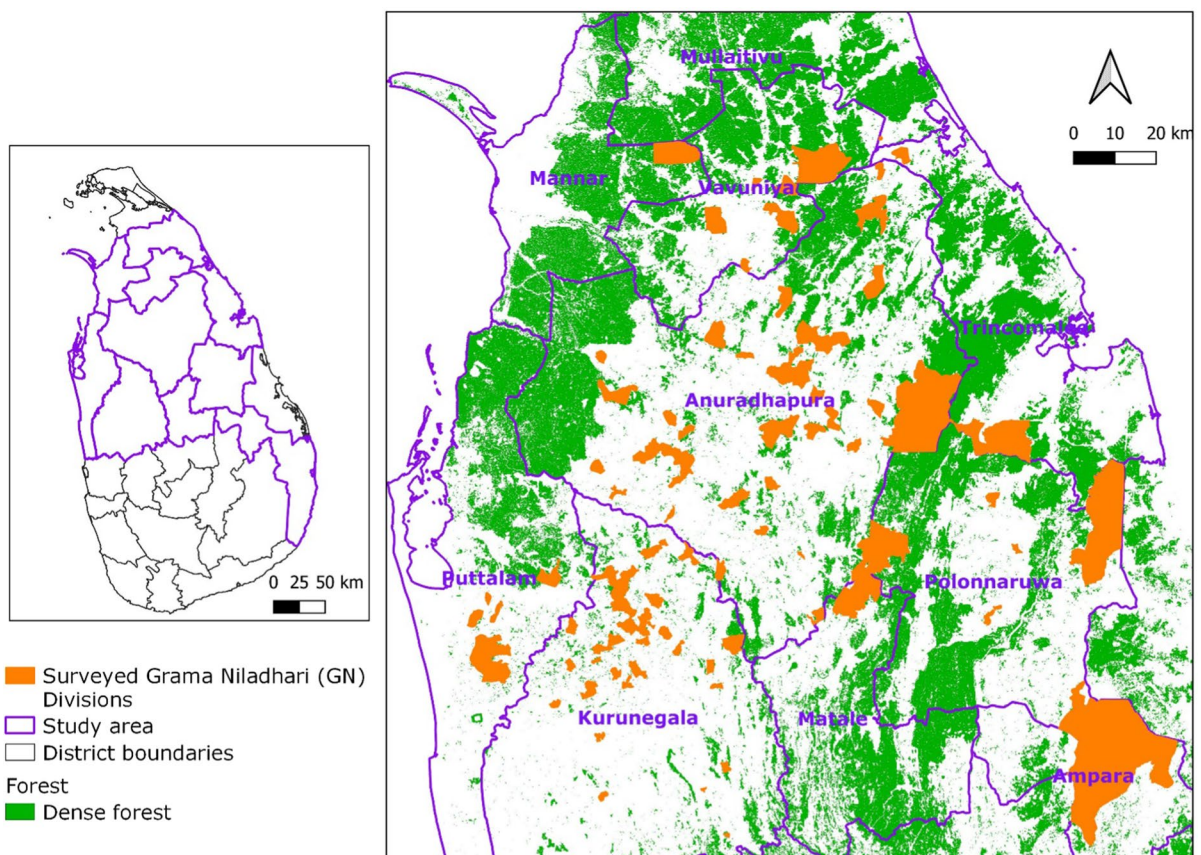 Mullaitivu
0 10 20 km
Mannar
Vavuniya
Trincomalee
Anuradhapura
Puttalam
Polonnaruwa
Kurunegala
Matale
Ampara
0 25 50 km
Surveyed Grama Niladhari (GN)
Divisions
Study area
District boundaries
Forest
Dense forest